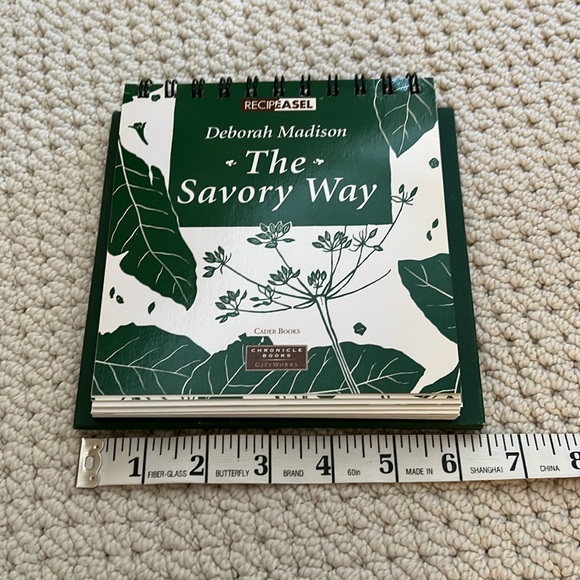 RECIPEASEL
Deborah Madison
The
Savory Way
CADER BOOKS
CHRONICLE
BOOKS
GIFTWORKS
1 FIBER-GLASS 2 BUTTERFLY 3 BRAND 4 60in 5 MADE IN 6 SHANGHAI 7 CHINA 8